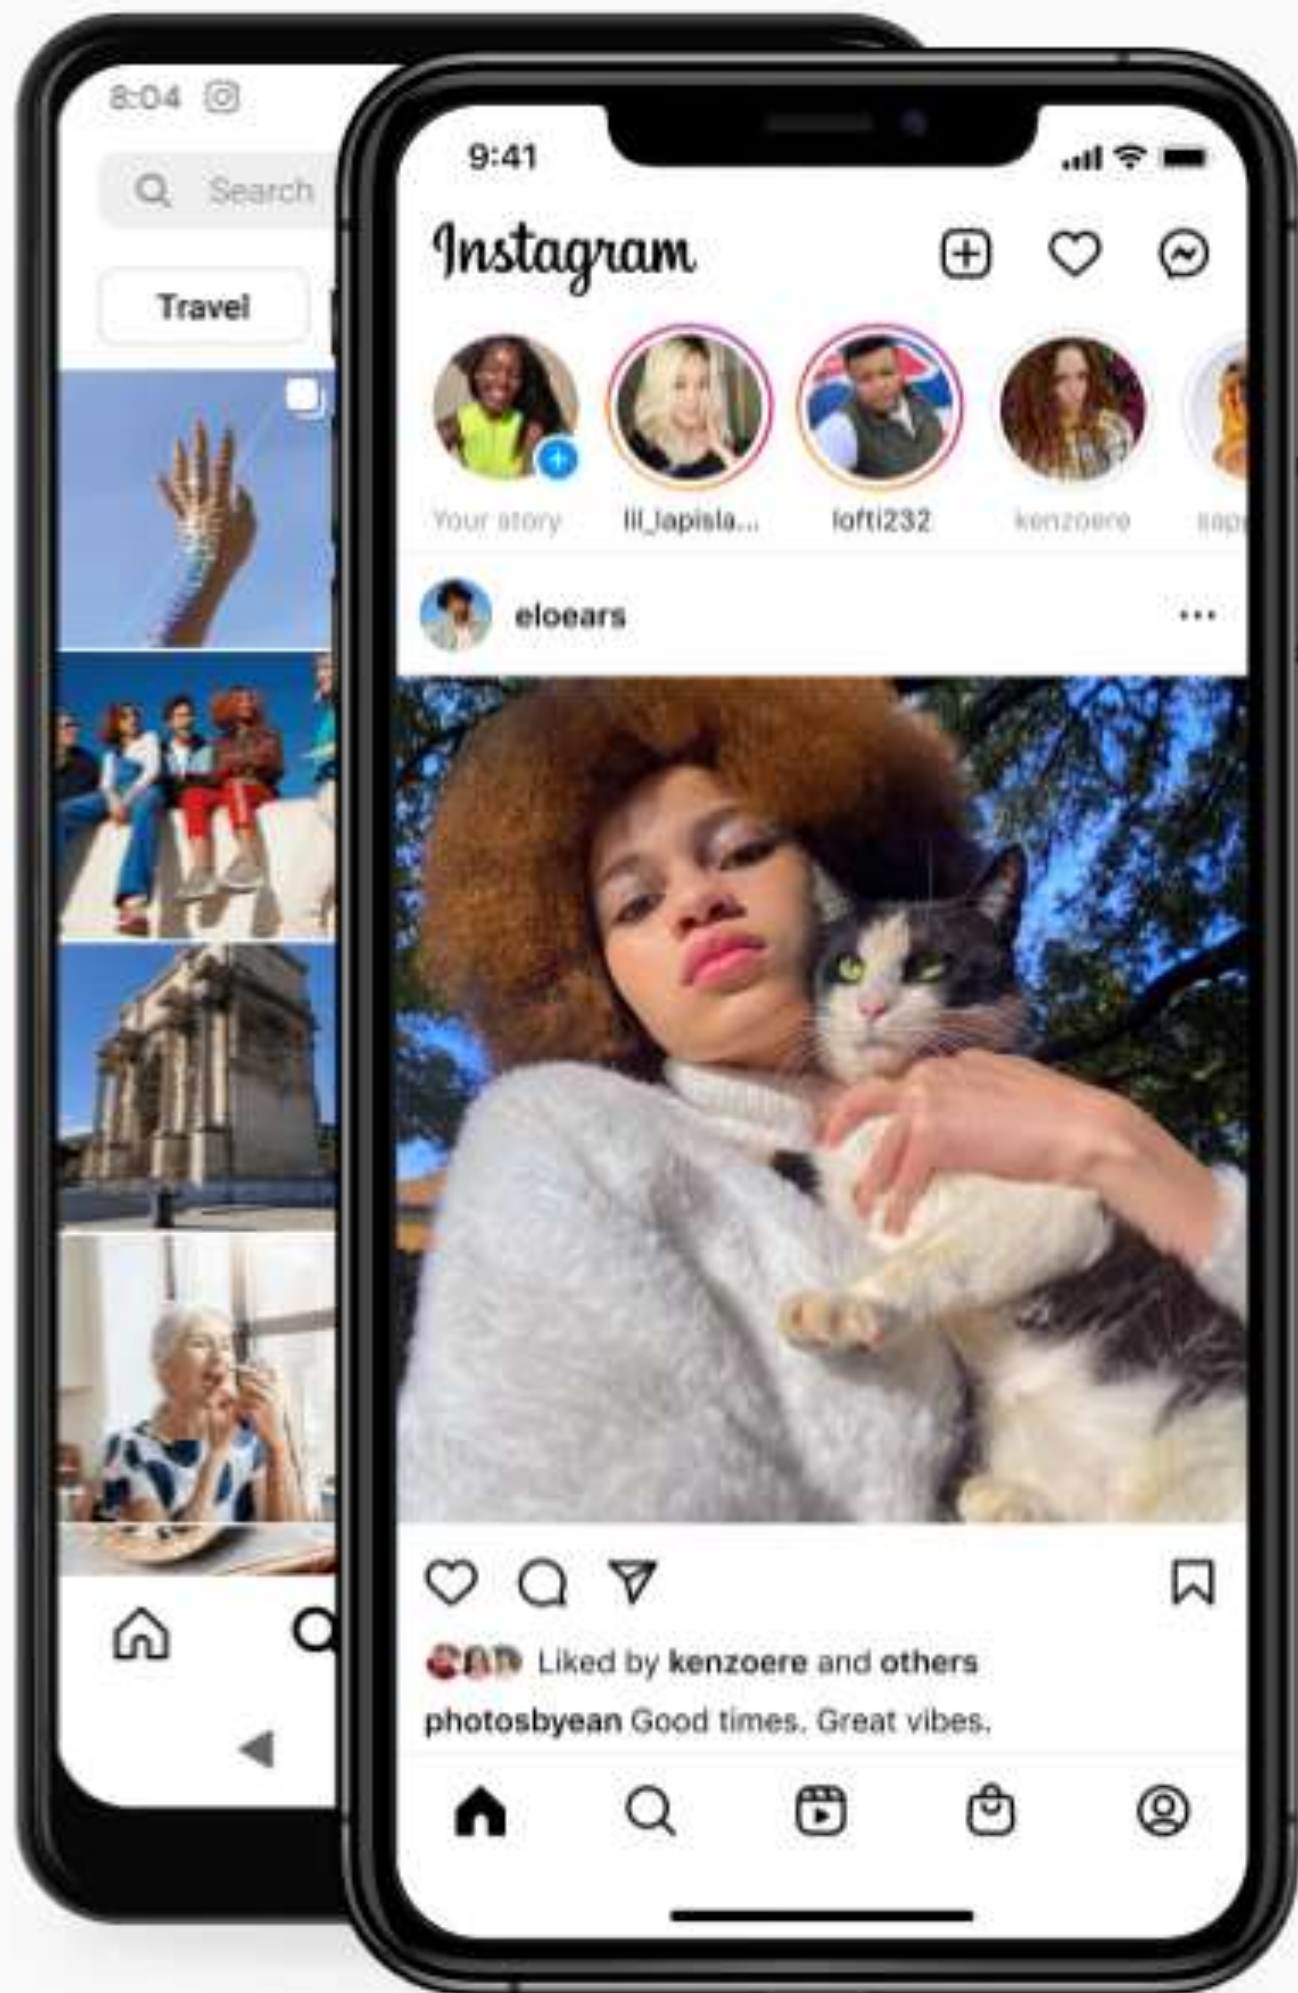 8:04
Search
Travel
9:41
Instagram
Your story
lil_lapisla...
lofti232
kenzoere
sapp
eloears
Liked by kenzoere and others
photosbyean Good times. Great vibes.